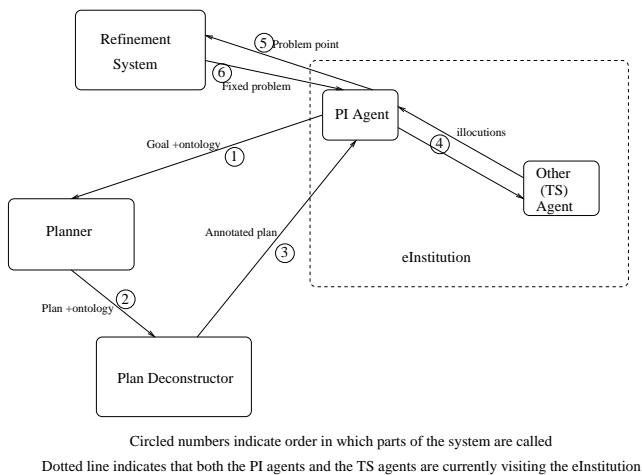 Refinement
System
5
Problem point
6
Fixed problem
PI Agent
illocutions
4
Goal +ontology
1
Other
(TS)
Agent
Planner
Annotated plan
3
eInstitution
Plan +ontology
2
Plan Deconstructor
Circled numbers indicate order in which parts of the system are called
Dotted line indicates that both the PI agents and the TS agents are currently visiting the eInstitution